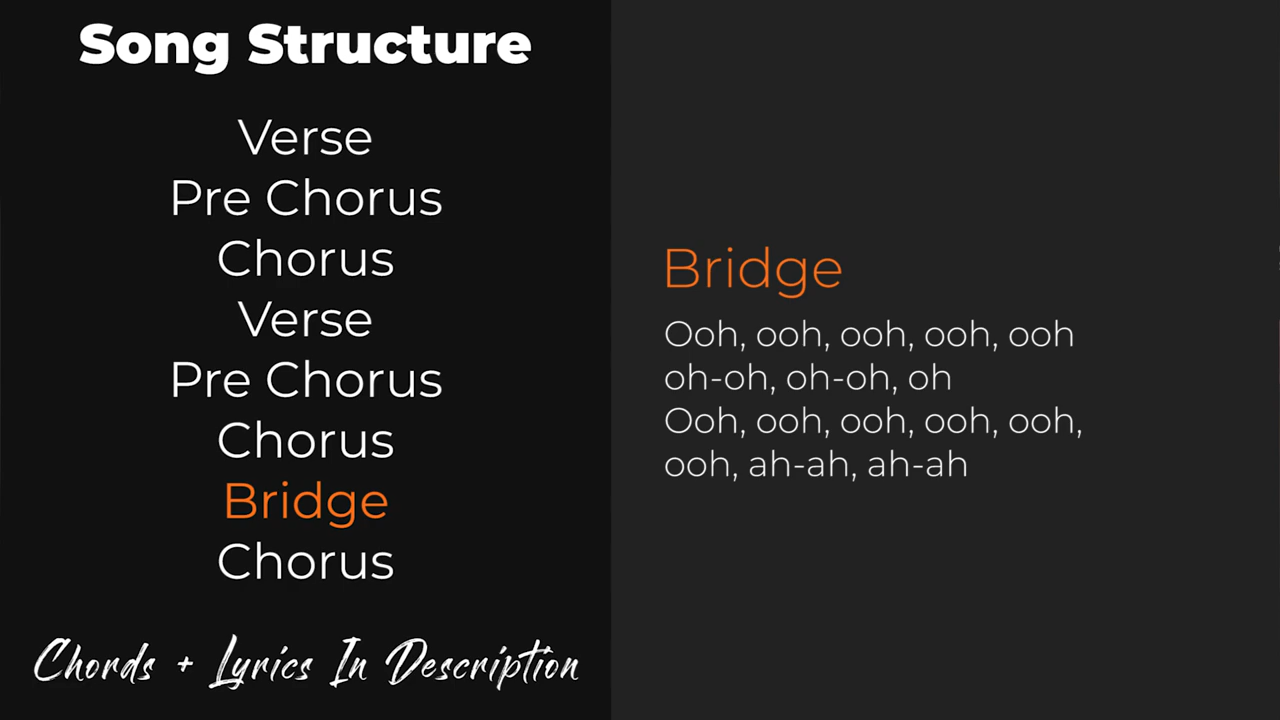 Song Structure
Verse
Pre Chorus
Chorus
Verse
Pre Chorus
Chorus
Bridge
Chorus
Chords + Lyrics In Description
Bridge
Ooh, ooh, ooh, ooh, ooh
oh-oh, oh-oh, oh
Ooh, ooh, ooh, ooh, ooh,
ooh, ah-ah, ah-ah